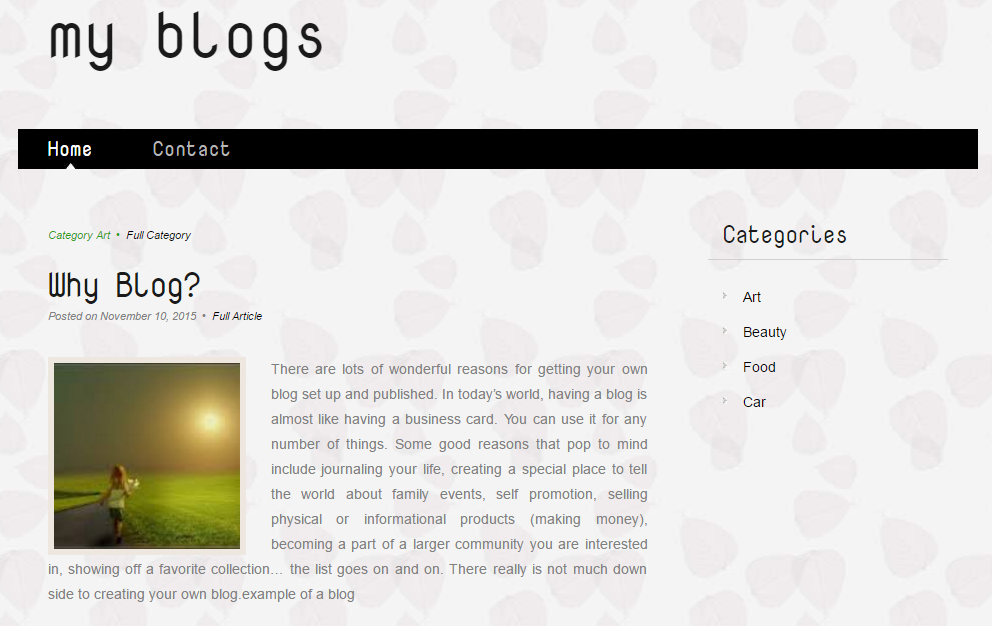 my blogs
Home Contact
Category Art • Full Category
Why Blog?
Posted on November 10, 2015 • Full Article
There are lots of wonderful reasons for getting your own
blog set up and published. In today’s world, having a blog is
almost like having a business card. You can use it for any
number of things. Some good reasons that pop to mind
include journaling your life, creating a special place to tell
the world about family events, self promotion, selling
physical or informational products (making money),
becoming a part of a larger community you are interested
in, showing off a favorite collection… the list goes on and on. There really is not much down
side to creating your own blog.example of a blog
Categories
Art
Beauty
Food
Car